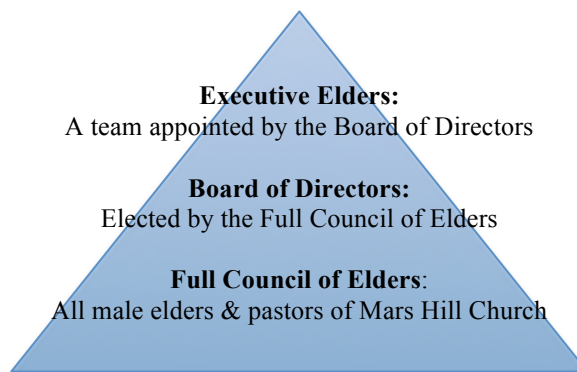 Executive Elders:
A team appointed by the Board of Directors
Board of Directors:
Elected by the Full Council of Elders
Full Council of Elders:
All male elders & pastors of Mars Hill Church